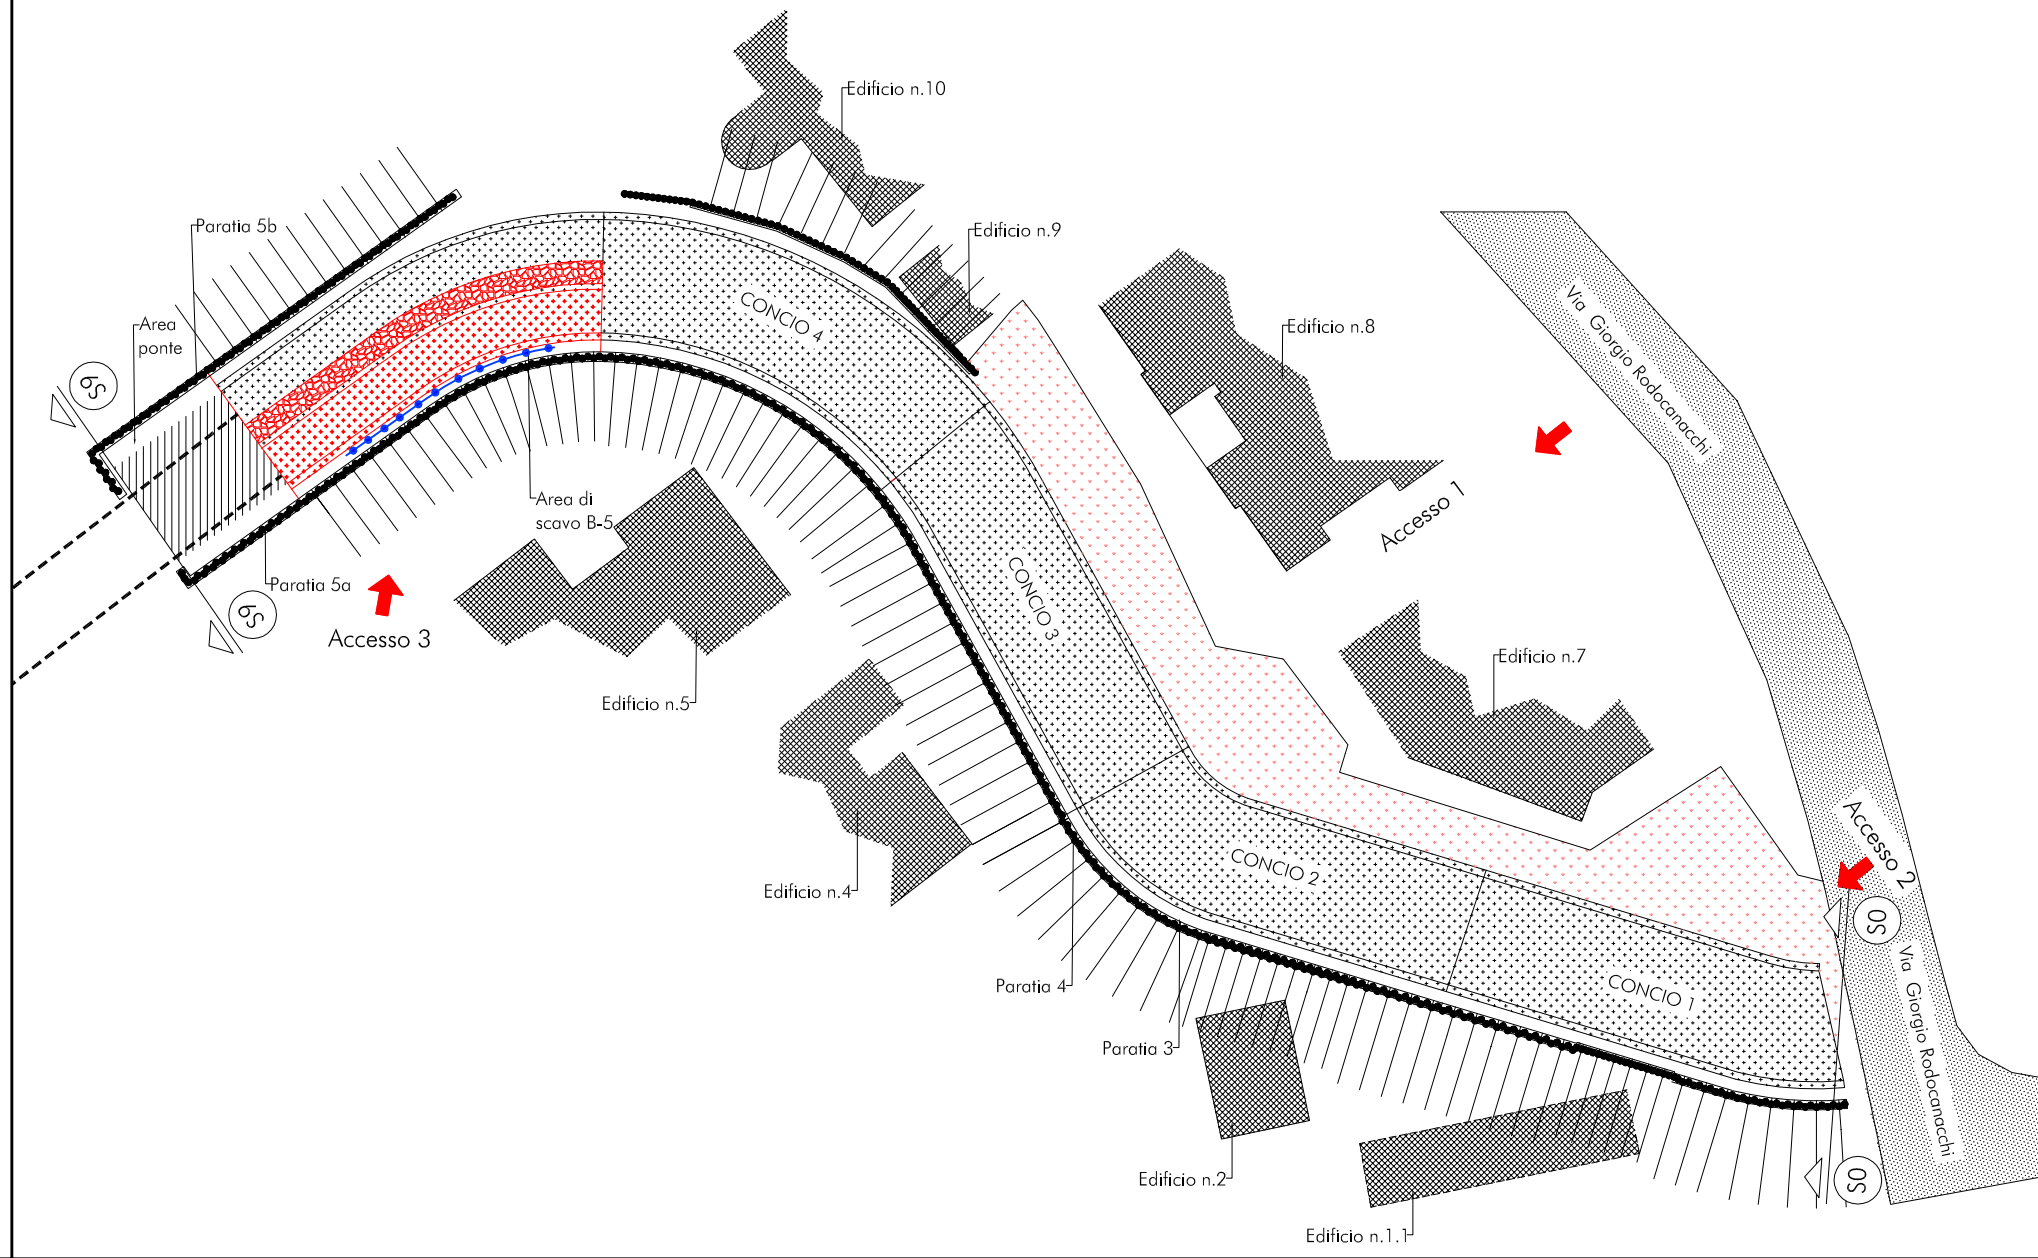 Edificio n.10
Paratia 5b
Edificio n.9
CONCIO 4
Area
ponte
Edificio n.8
Via Giorgio Rodocanacchi
S9
Area di
scavo B-5
Accesso 1
Paratia 5a
CONCIO 3
S9
Accesso 3
Edificio n.7
Edificio n.5
Accesso 2
CONCIO 2
Edificio n.4
S0
Paratia 4
CONCIO 1
Via Giorgio Rodocanacchi
Paratia 3
Edificio n.2
S0
Edificio n.1.1